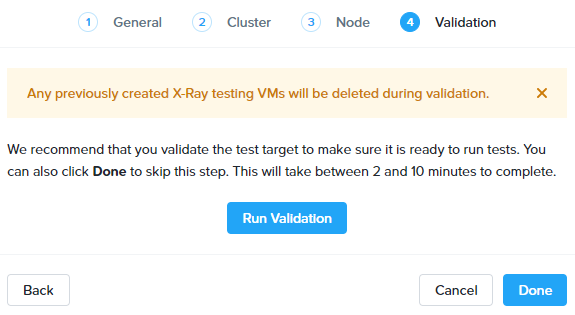 1 General 2 Cluster 3 Node 4 Validation
Any previously created X-Ray testing VMs will be deleted during validation.
We recommend that you validate the test target to make sure it is ready to run tests. You
can also click Done to skip this step. This will take between 2 and 10 minutes to complete.
Run Validation
Back Cancel Done